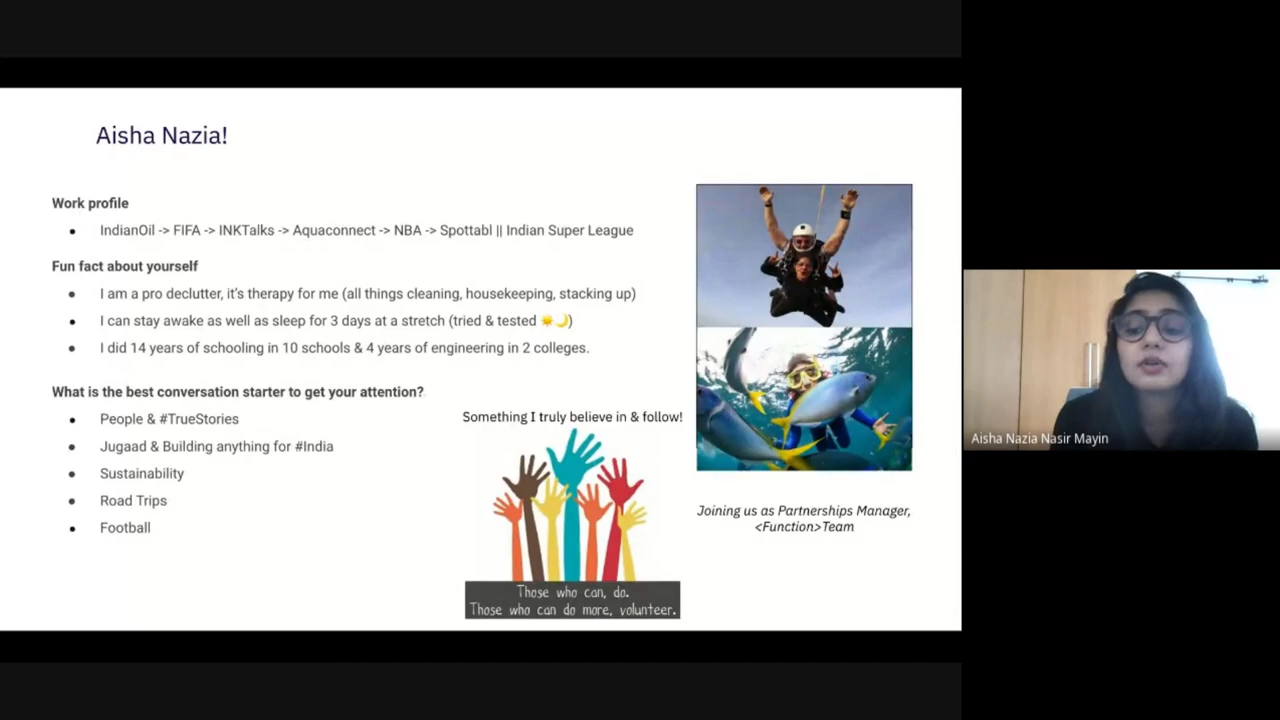 Aisha Nazia!
Work profile
● IndianOil -> FIFA -> INKTalks -> Aquaconnect -> NBA -> Spottabl || Indian Super League
Fun fact about yourself
● I am a pro declutter, it's therapy for me (all things cleaning, housekeeping, stacking up)
● I can stay awake as well as sleep for 3 days at a stretch (tried & tested ☀️🌙)
● I did 14 years of schooling in 10 schools & 4 years of engineering in 2 colleges.
What is the best conversation starter to get your attention?
● People & #TrueStories
● Jugaad & Building anything for #India
● Sustainability
● Road Trips
● Football
Something I truly believe in & follow!
Those who can, do.
Those who can do more, volunteer.
Joining us as Partnerships Manager,
<Function>Team
Aisha Nazia Nasir Mayin